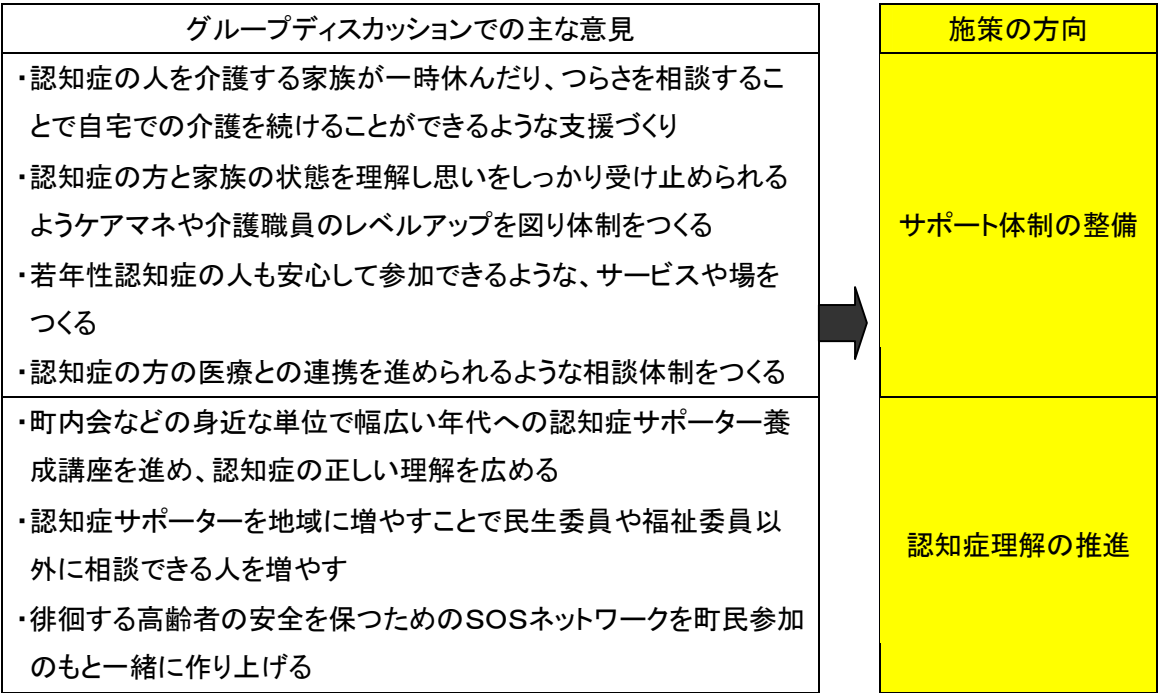 グループディスカッションでの主な意見
・認知症の人を介護する家族が一時休んだり、つらさを相談するこ
とで自宅での介護を続けることができるような支援づくり
・認知症の方と家族の状態を理解し思いをしっかり受け止められる
ようケアマネや介護職員のレベルアップを図り体制をつくる
・若年性認知症の人も安心して参加できるような、サービスや場を
つくる
・認知症の方の医療との連携を進められるような相談体制をつくる
・町内会などの身近な単位で幅広い年代への認知症サポーター養
成講座を進め、認知症の正しい理解を広める
・認知症サポーターを地域に増やすことで民生委員や福祉委員以
外に相談できる人を増やす
・徘徊する高齢者の安全を保つためのSOSネットワークを町民参加
のもと一緒に作り上げる
施策の方向
サポート体制の整備
認知症理解の推進